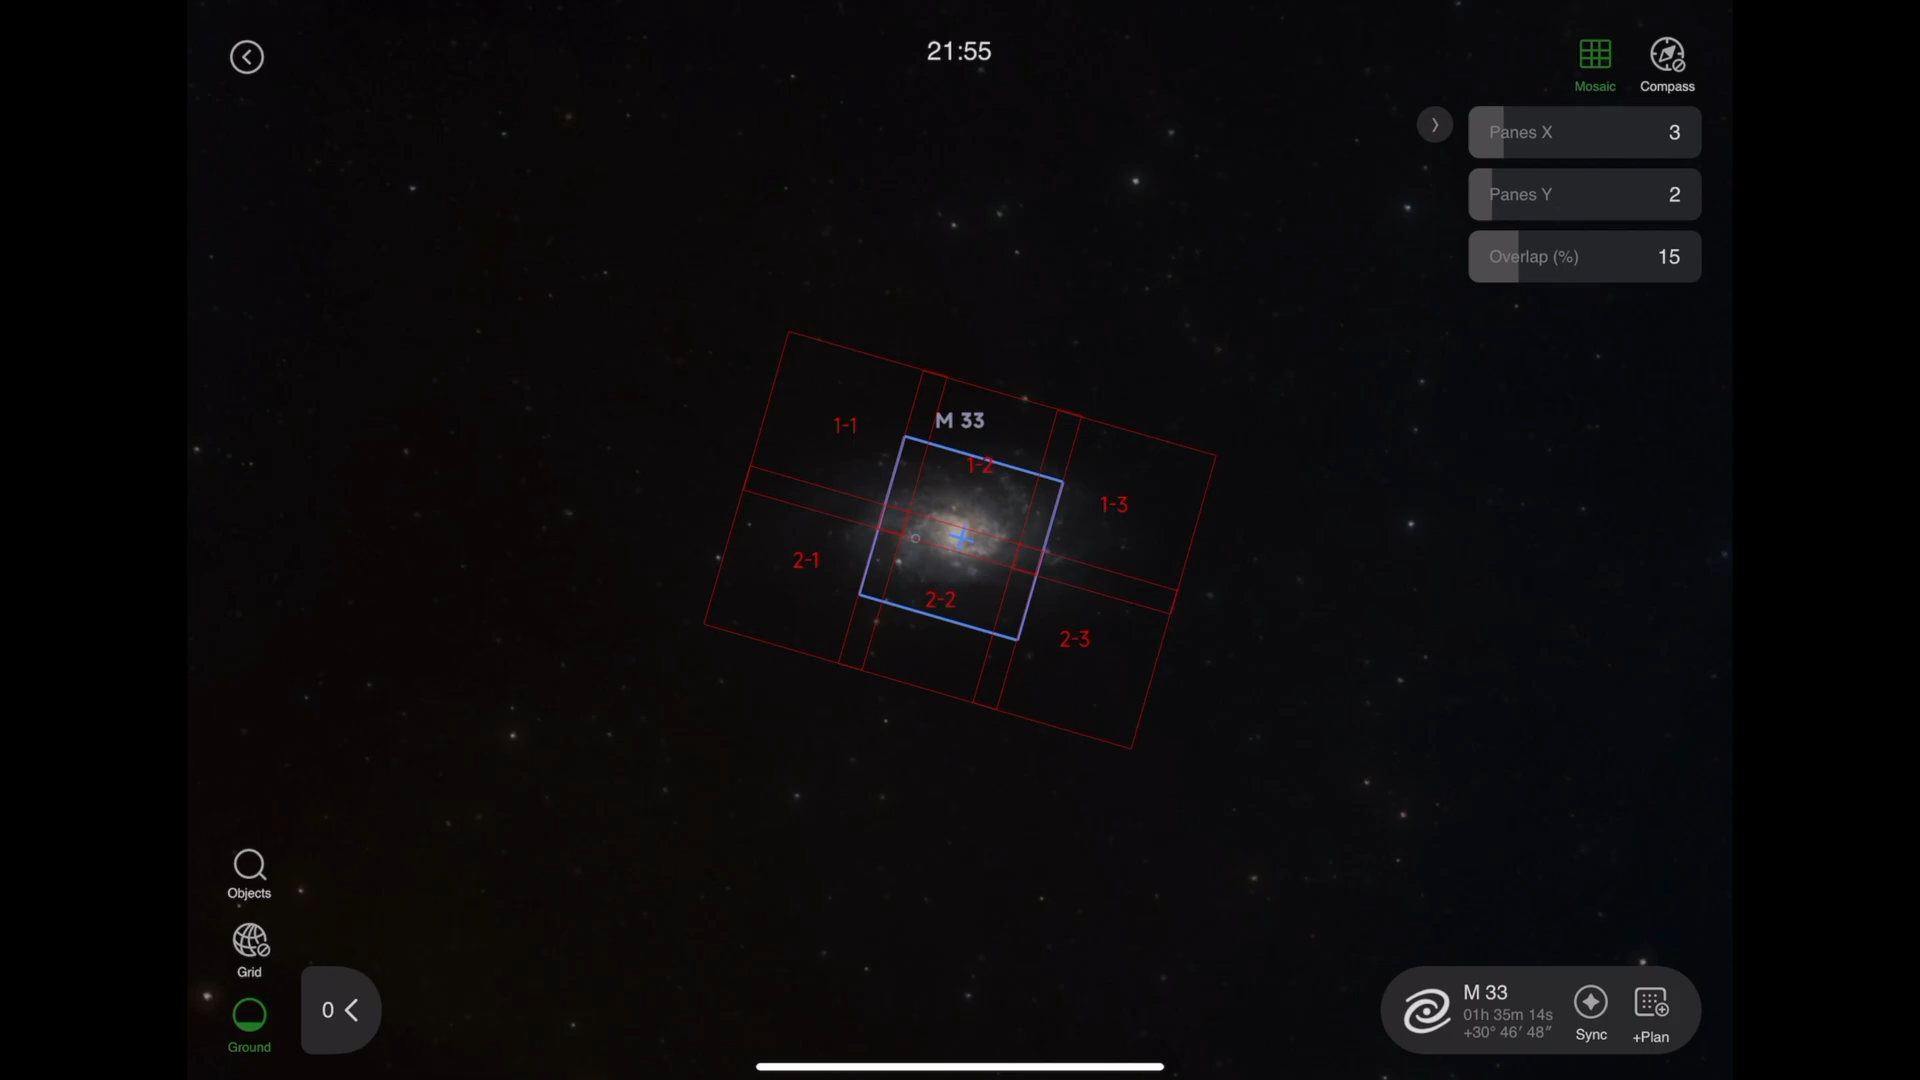 21:55
Mosaic
Compass
Panes X 3
Panes Y 2
Overlap (%) 15
M 33
1-1
1-2
1-3
2-1
2-2
2-3
Objects
Grid
Ground
0
M 33
01h 35m 14s
+30° 46′ 48″
Sync
+Plan